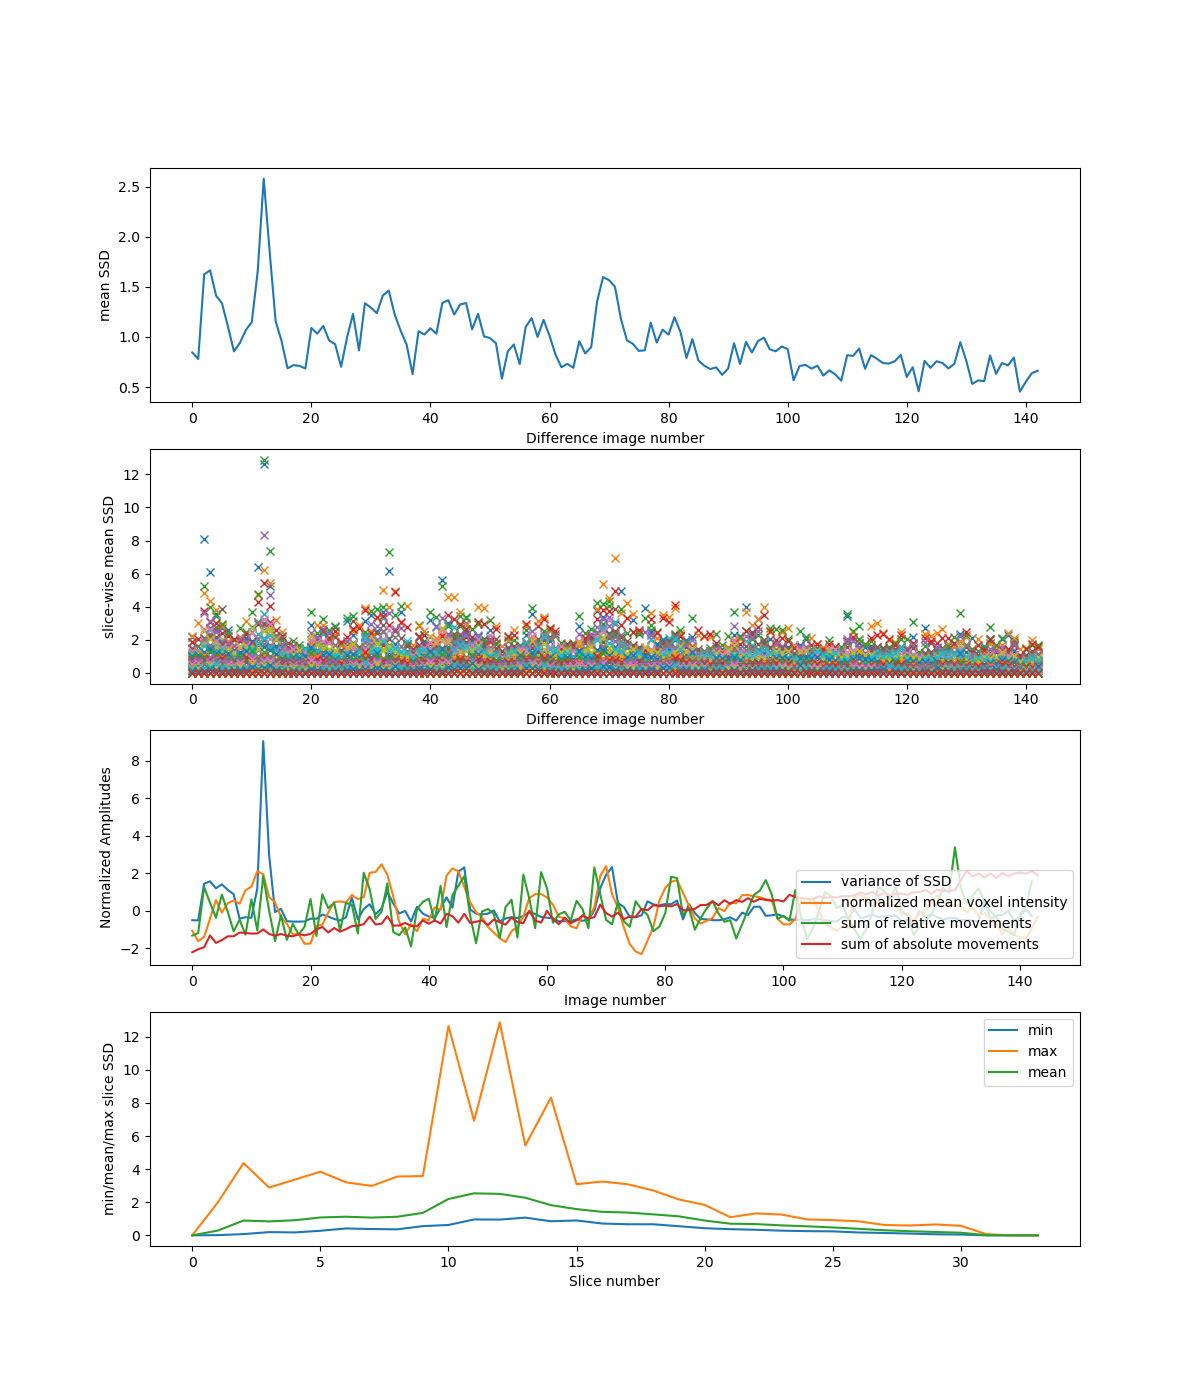 2.5
2.0
1.5
1.0
0.5
mean SSD
0 20 40 60 80 100 120 140
Difference image number
12
10
8
6
4
2
0
slice-wise mean SSD
0 20 40 60 80 100 120 140
Difference image number
8
6
4
2
0
−2
Normalized Amplitudes
variance of SSD
normalized mean voxel intensity
sum of relative movements
sum of absolute movements
0 20 40 60 80 100 120 140
Image number
12
10
8
6
4
2
0
min/mean/max slice SSD
min
max
mean
0 5 10 15 20 25 30
Slice number